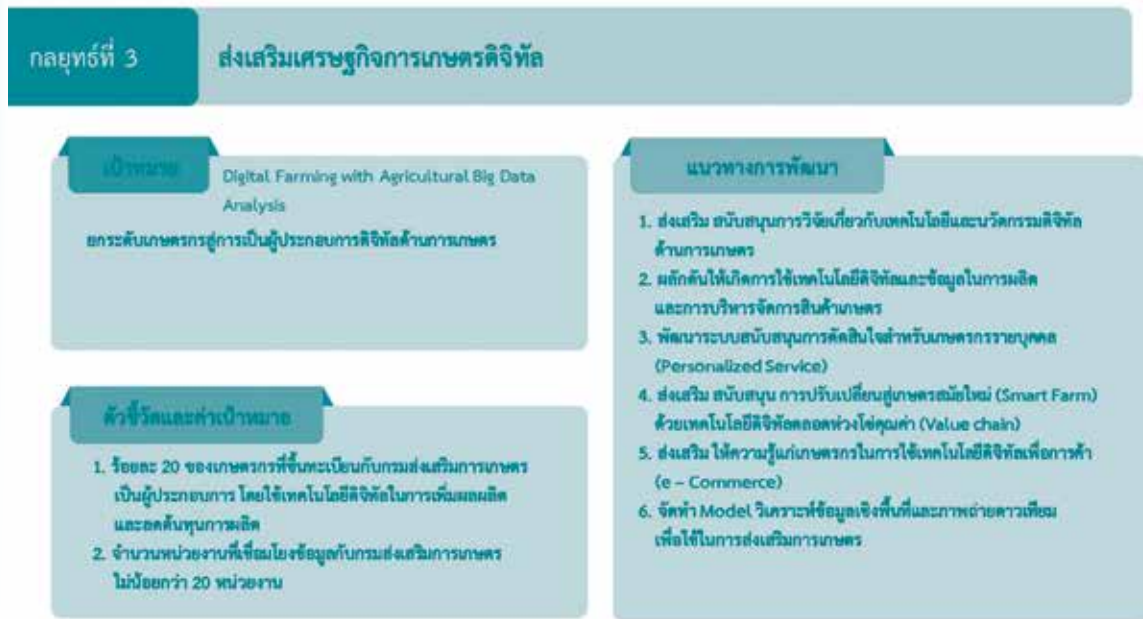 กลยุทธ์ที่ 3
ส่งเสริมเศรษฐกิจการเกษตรดิจิทัล
เป้าหมาย
Digital Farming with Agricultural Big Data
Analysis
ยกระดับเกษตรกรสู่การเป็นผู้ประกอบการดิจิทัลด้านการเกษตร
ตัวชี้วัดและค่าเป้าหมาย
1. ร้อยละ 20 ของเกษตรกรที่ขึ้นทะเบียนกับกรมส่งเสริมการเกษตร
เป็นผู้ประกอบการ โดยใช้เทคโนโลยีดิจิทัลในการเพิ่มผลผลิต
และลดต้นทุนการผลิต
2. จำนวนหน่วยงานที่เชื่อมโยงข้อมูลกับกรมส่งเสริมการเกษตร
ไม่น้อยกว่า 20 หน่วยงาน
แนวทางการพัฒนา
1. ส่งเสริม สนับสนุนการวิจัยเกี่ยวกับเทคโนโลยีและนวัตกรรมดิจิทัล
ด้านการเกษตร
2. ผลักดันให้เกิดการใช้เทคโนโลยีดิจิทัลและข้อมูลในการผลิต
และการบริหารจัดการสินค้าเกษตร
3. พัฒนาระบบสนับสนุนการตัดสินใจสำหรับเกษตรกรรายบุคคล
(Personalized Service)
4. ส่งเสริม สนับสนุน การปรับเปลี่ยนสู่เกษตรสมัยใหม่ (Smart Farm)
ด้วยเทคโนโลยีดิจิทัลตลอดห่วงโซ่คุณค่า (Value chain)
5. ส่งเสริม ให้ความรู้แก่เกษตรกรในการใช้เทคโนโลยีดิจิทัลเพื่อการค้า
(e – Commerce)
6. จัดทำ Model วิเคราะห์ข้อมูลเชิงพื้นที่และภาพถ่ายดาวเทียม
เพื่อใช้ในการส่งเสริมการเกษตร